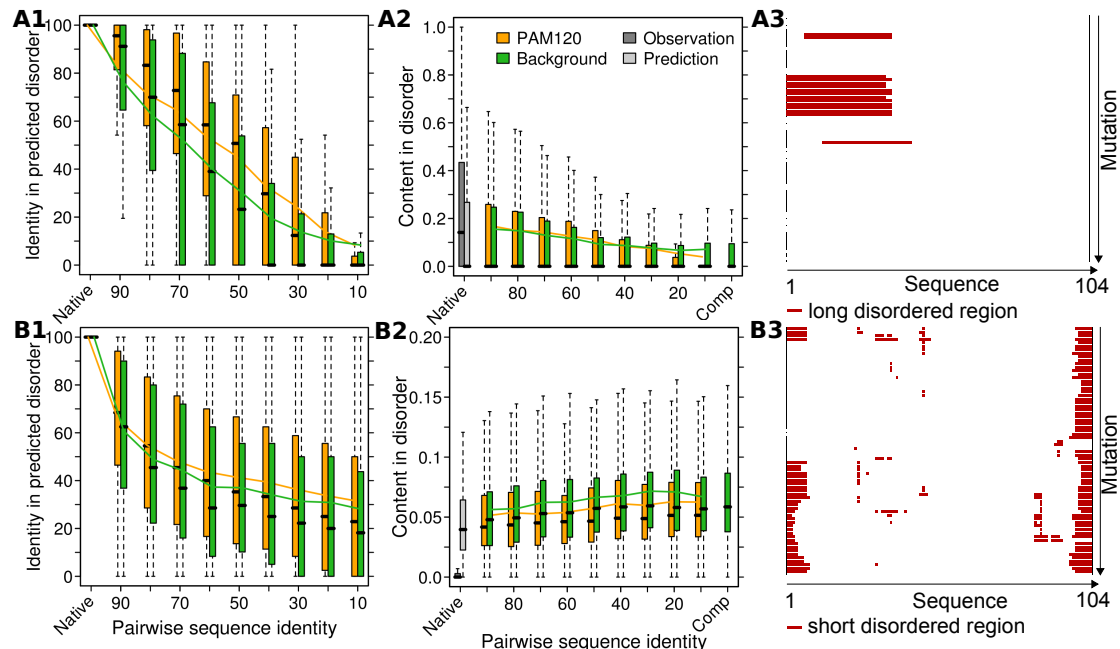 A1
Identity in predicted disorder
100
80
60
40
20
0
Native
90
70
50
30
10
A2
Content in disorder
1.0
0.8
0.6
0.4
0.2
0.0
PAM120
Background
Observation
Prediction
Native
80
60
40
20
Comp
A3
Mutation
Sequence
1
104
long disordered region
B1
Identity in predicted disorder
100
80
60
40
20
0
Native
90
70
50
30
10
Pairwise sequence identity
B2
Content in disorder
0.20
0.15
0.10
0.05
0.0
Native
80
60
40
20
Comp
Pairwise sequence identity
B3
Mutation
1
Sequence
104
short disordered region